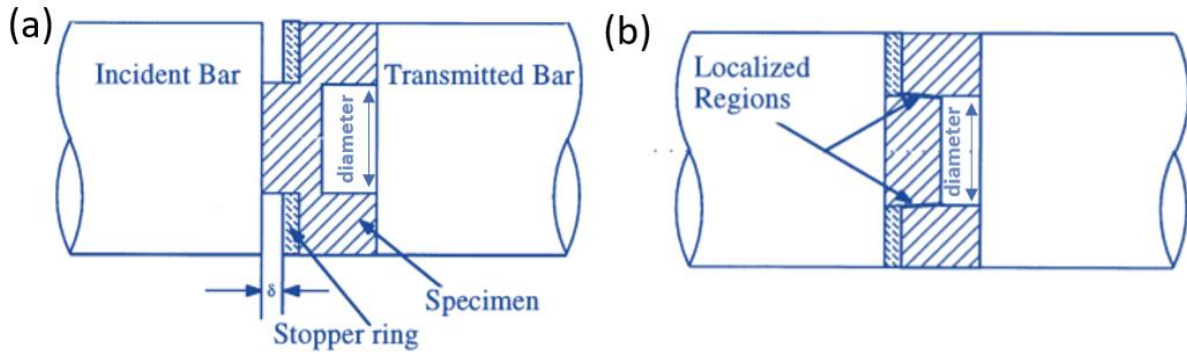 (a)
Incident Bar
Transmitted Bar
diameter
δ
Specimen
Stopper ring
(b)
Localized
Regions
diameter